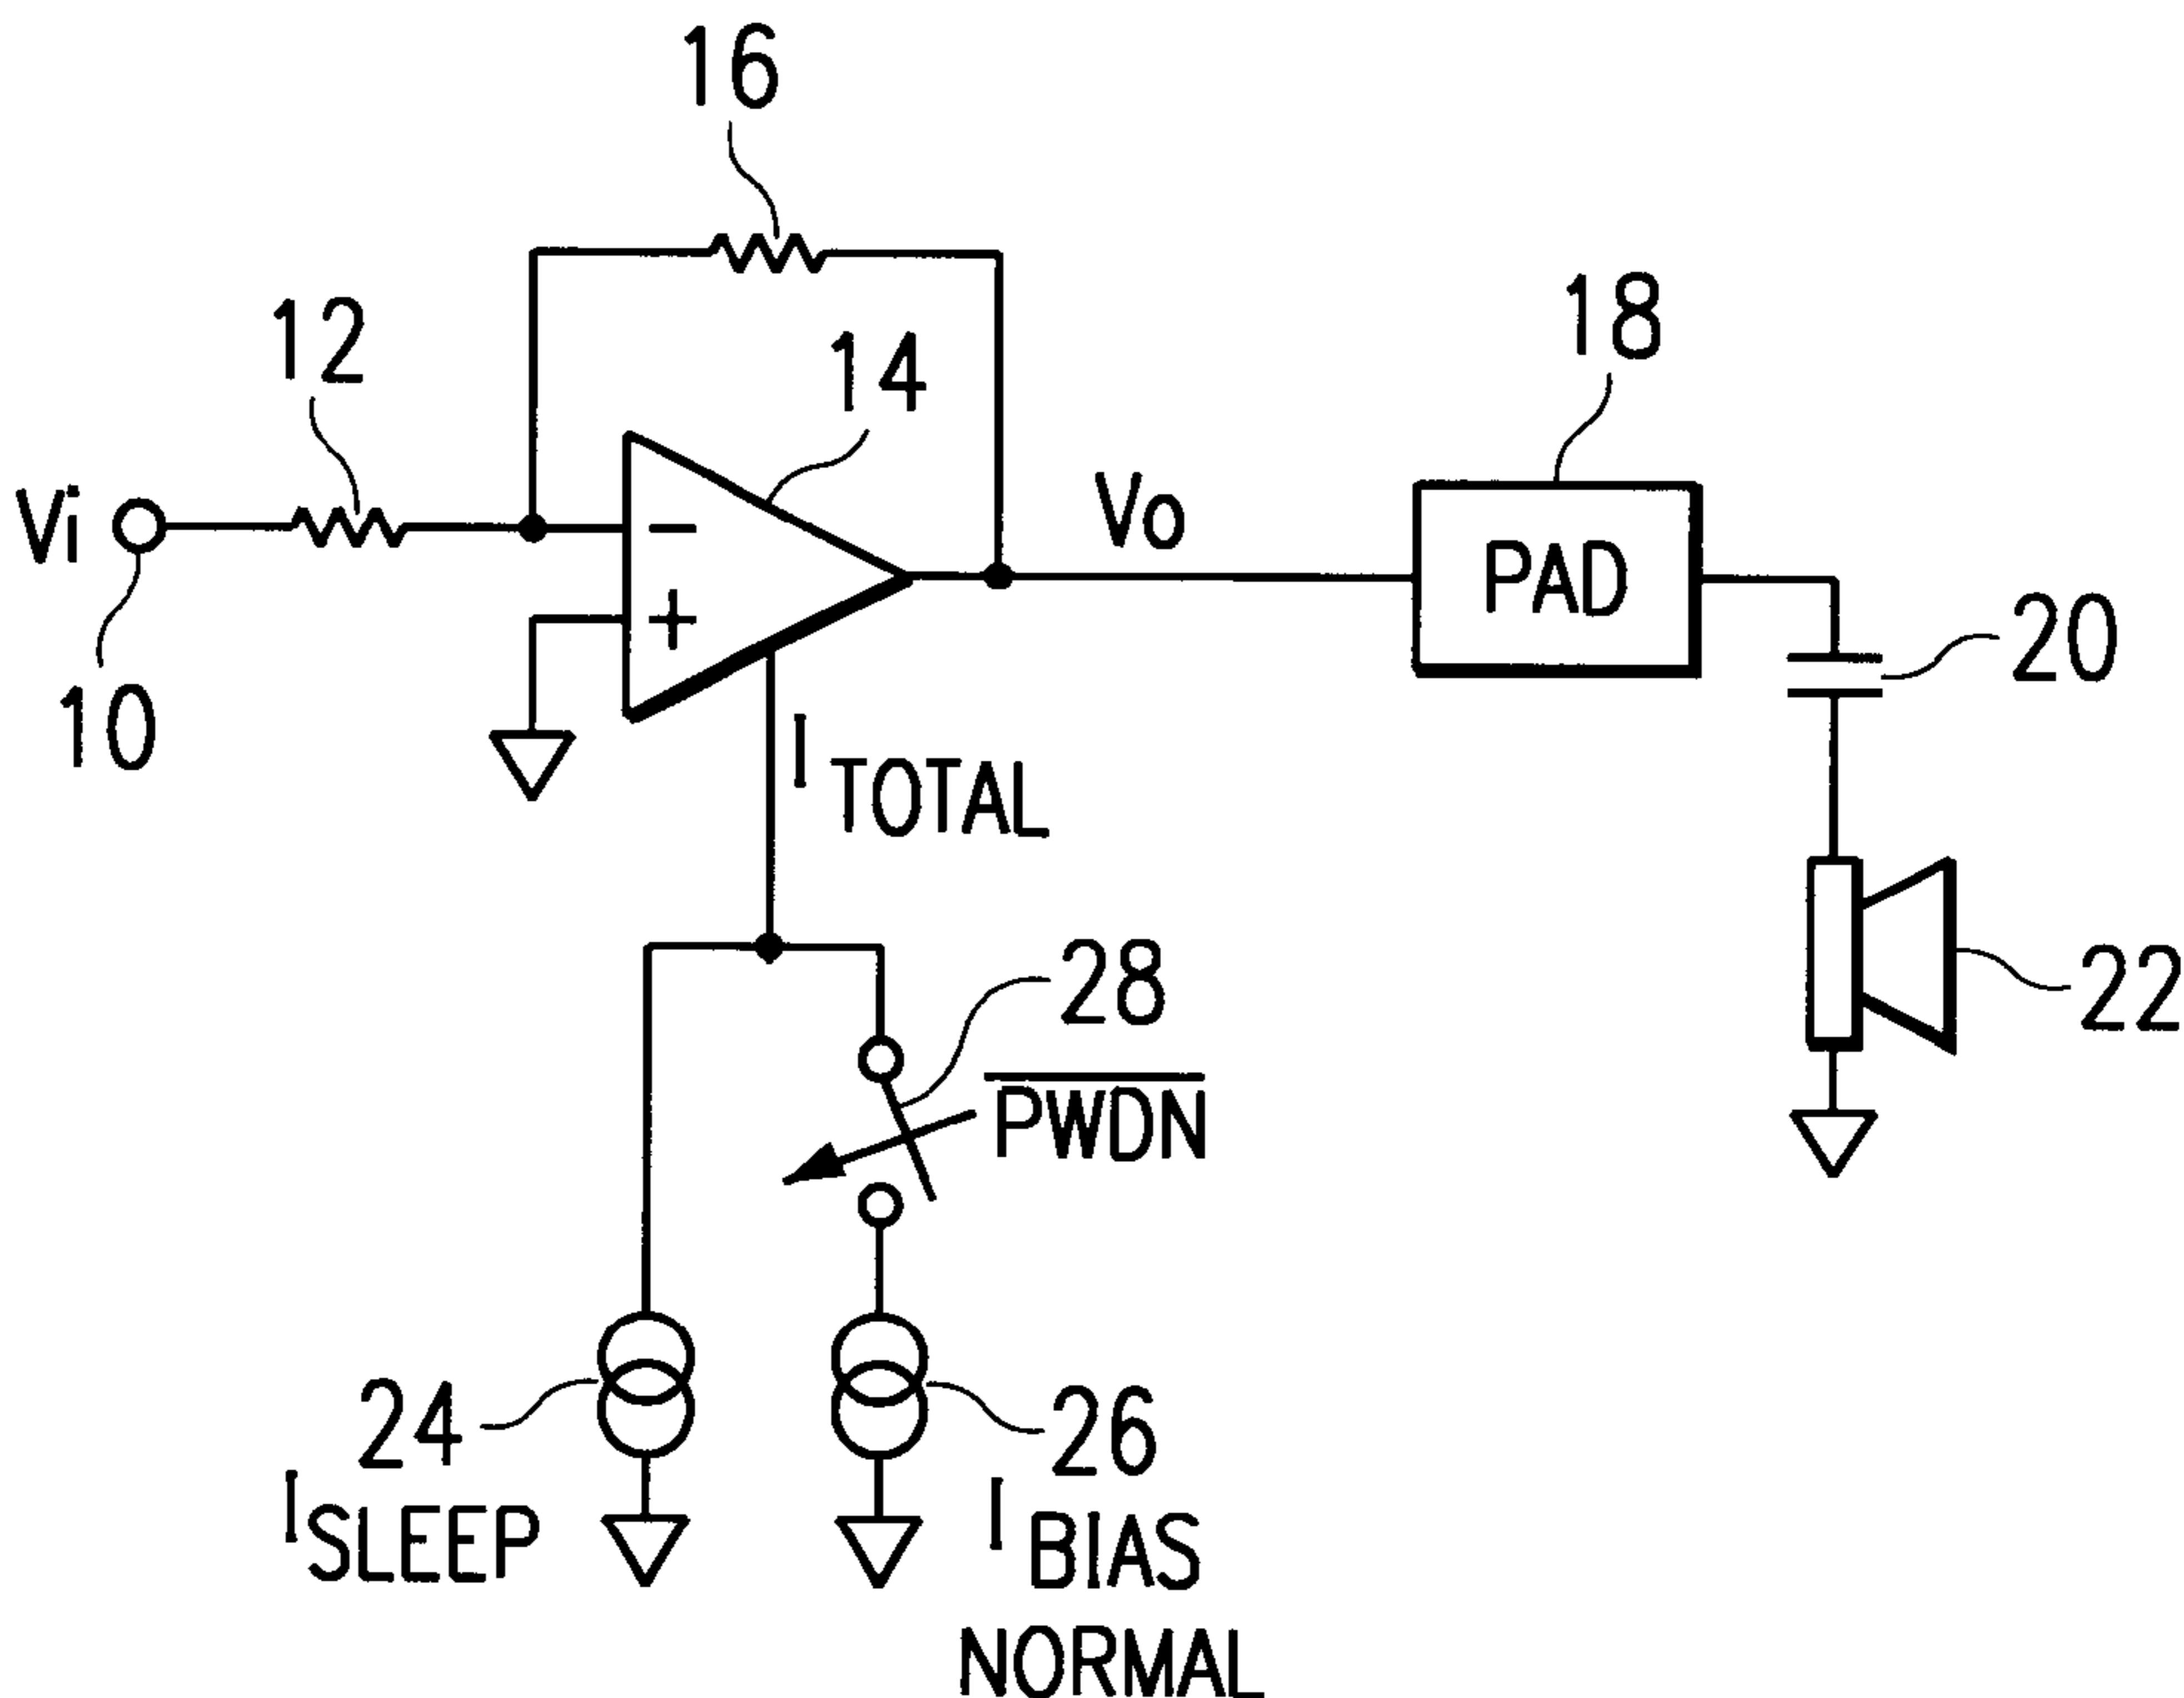 16
12
14
18
Vi
Vo
PAD
10
20
I TOTAL
28
22
PWDN
24
26
I SLEEP
I BIAS
NORMAL